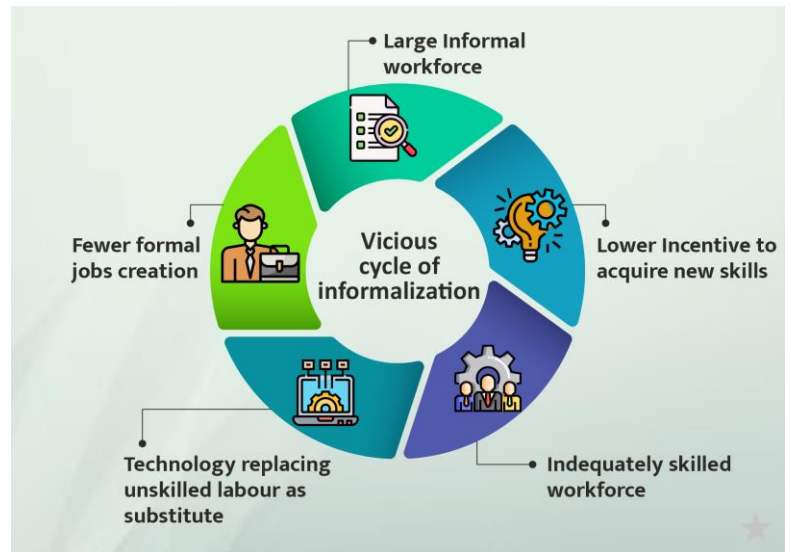 Large Informal
workforce
Lower Incentive to
acquire new skills
Indequately skilled
workforce
Technology replacing
unskilled labour as
substitute
Fewer formal
jobs creation
Vicious
cycle of
informalization